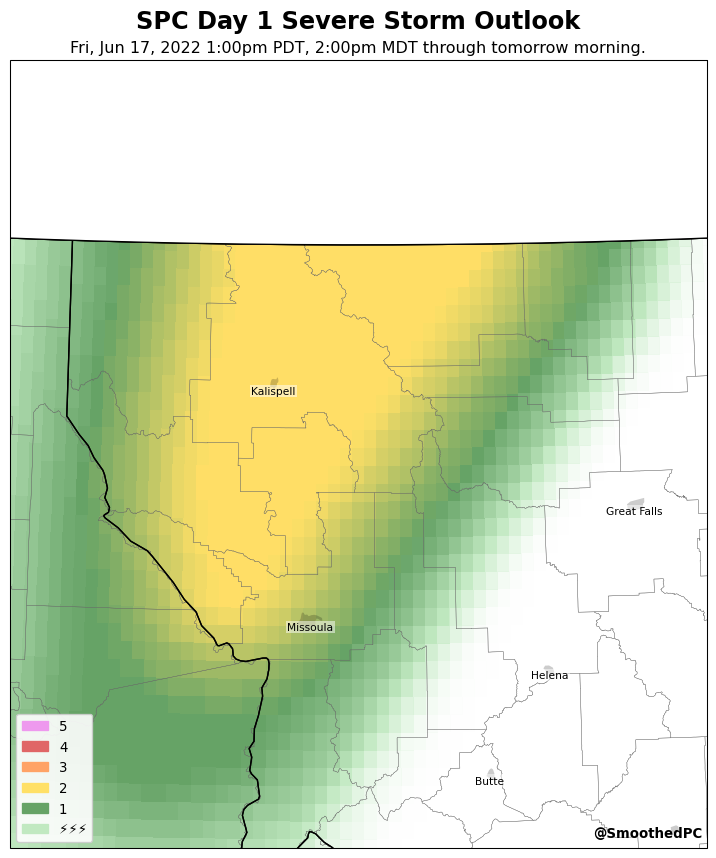 SPC Day 1 Severe Storm Outlook
Fri, Jun 17, 2022 1:00pm PDT, 2:00pm MDT through tomorrow morning.
Kalispell
Great Falls
Missoula
Helena
Butte
5
4
3
2
1
⚡⚡⚡
@SmoothedPC